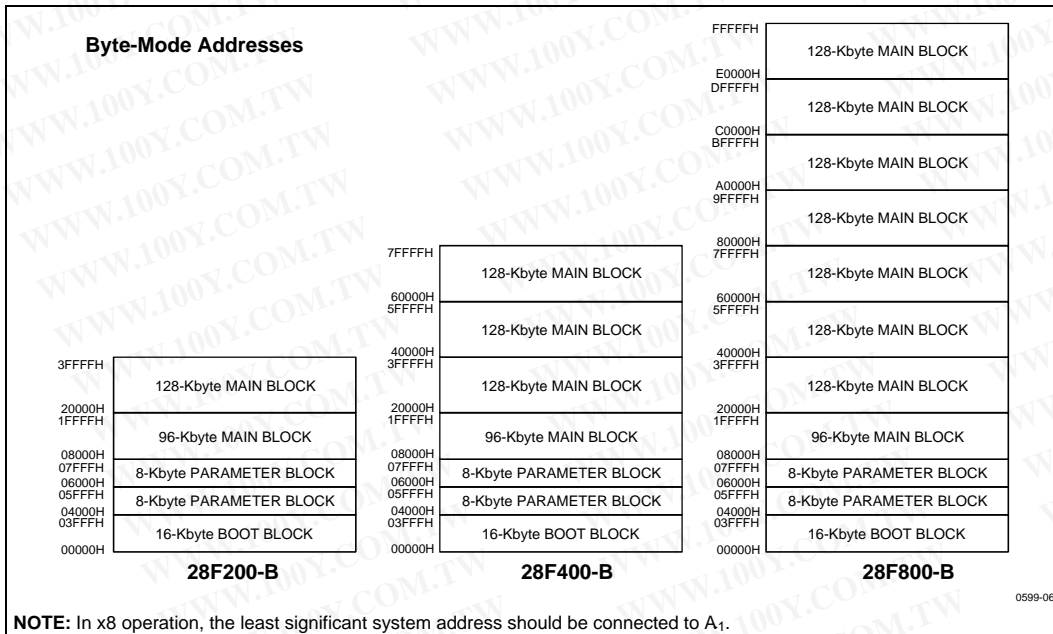 Byte-Mode Addresses
3FFFFH
128-Kbyte MAIN BLOCK
20000H
1FFFFH
96-Kbyte MAIN BLOCK
08000H
07FFFH
8-Kbyte PARAMETER BLOCK
06000H
05FFFH
8-Kbyte PARAMETER BLOCK
04000H
03FFFH
16-Kbyte BOOT BLOCK
00000H
28F200-B
7FFFFH
128-Kbyte MAIN BLOCK
60000H
5FFFFH
128-Kbyte MAIN BLOCK
40000H
3FFFFH
128-Kbyte MAIN BLOCK
20000H
1FFFFH
96-Kbyte MAIN BLOCK
08000H
07FFFH
8-Kbyte PARAMETER BLOCK
06000H
05FFFH
8-Kbyte PARAMETER BLOCK
04000H
03FFFH
16-Kbyte BOOT BLOCK
00000H
28F400-B
FFFFFH
128-Kbyte MAIN BLOCK
E0000H
DFFFFH
128-Kbyte MAIN BLOCK
C0000H
BFFFFH
128-Kbyte MAIN BLOCK
A0000H
9FFFFH
128-Kbyte MAIN BLOCK
80000H
7FFFFH
128-Kbyte MAIN BLOCK
60000H
5FFFFH
128-Kbyte MAIN BLOCK
40000H
3FFFFH
128-Kbyte MAIN BLOCK
20000H
1FFFFH
96-Kbyte MAIN BLOCK
08000H
07FFFH
8-Kbyte PARAMETER BLOCK
06000H
05FFFH
8-Kbyte PARAMETER BLOCK
04000H
03FFFH
16-Kbyte BOOT BLOCK
00000H
28F800-B
0599-06
NOTE: In x8 operation, the least significant system address should be connected to A₁.
WWW.100Y.COM.TW